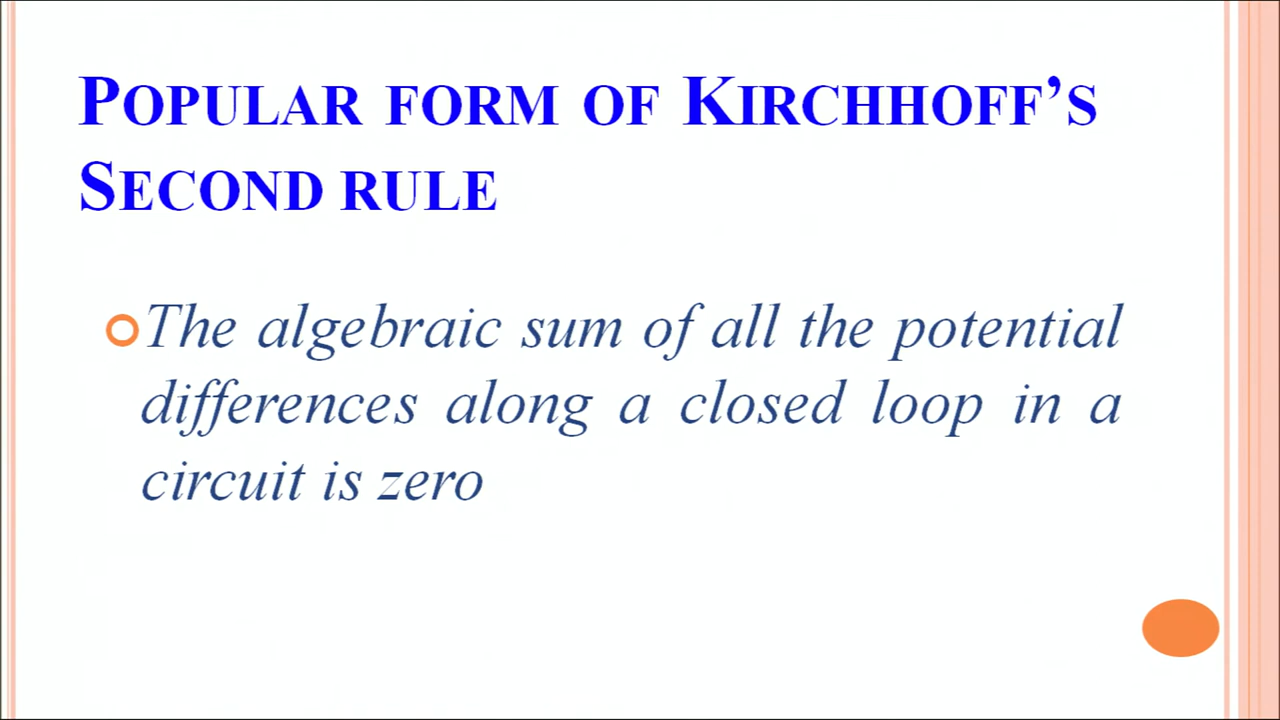 Popular form of Kirchhoff’s
Second rule
The algebraic sum of all the potential
differences along a closed loop in a
circuit is zero